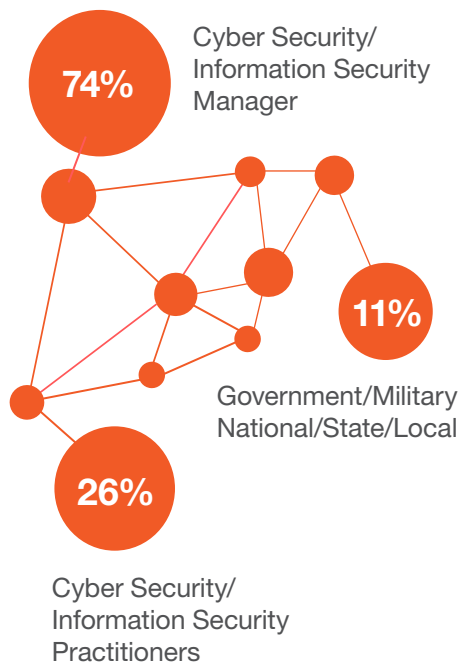 74%
Cyber Security/
Information Security
Manager
11%
Government/Military
National/State/Local
26%
Cyber Security/
Information Security
Practitioners